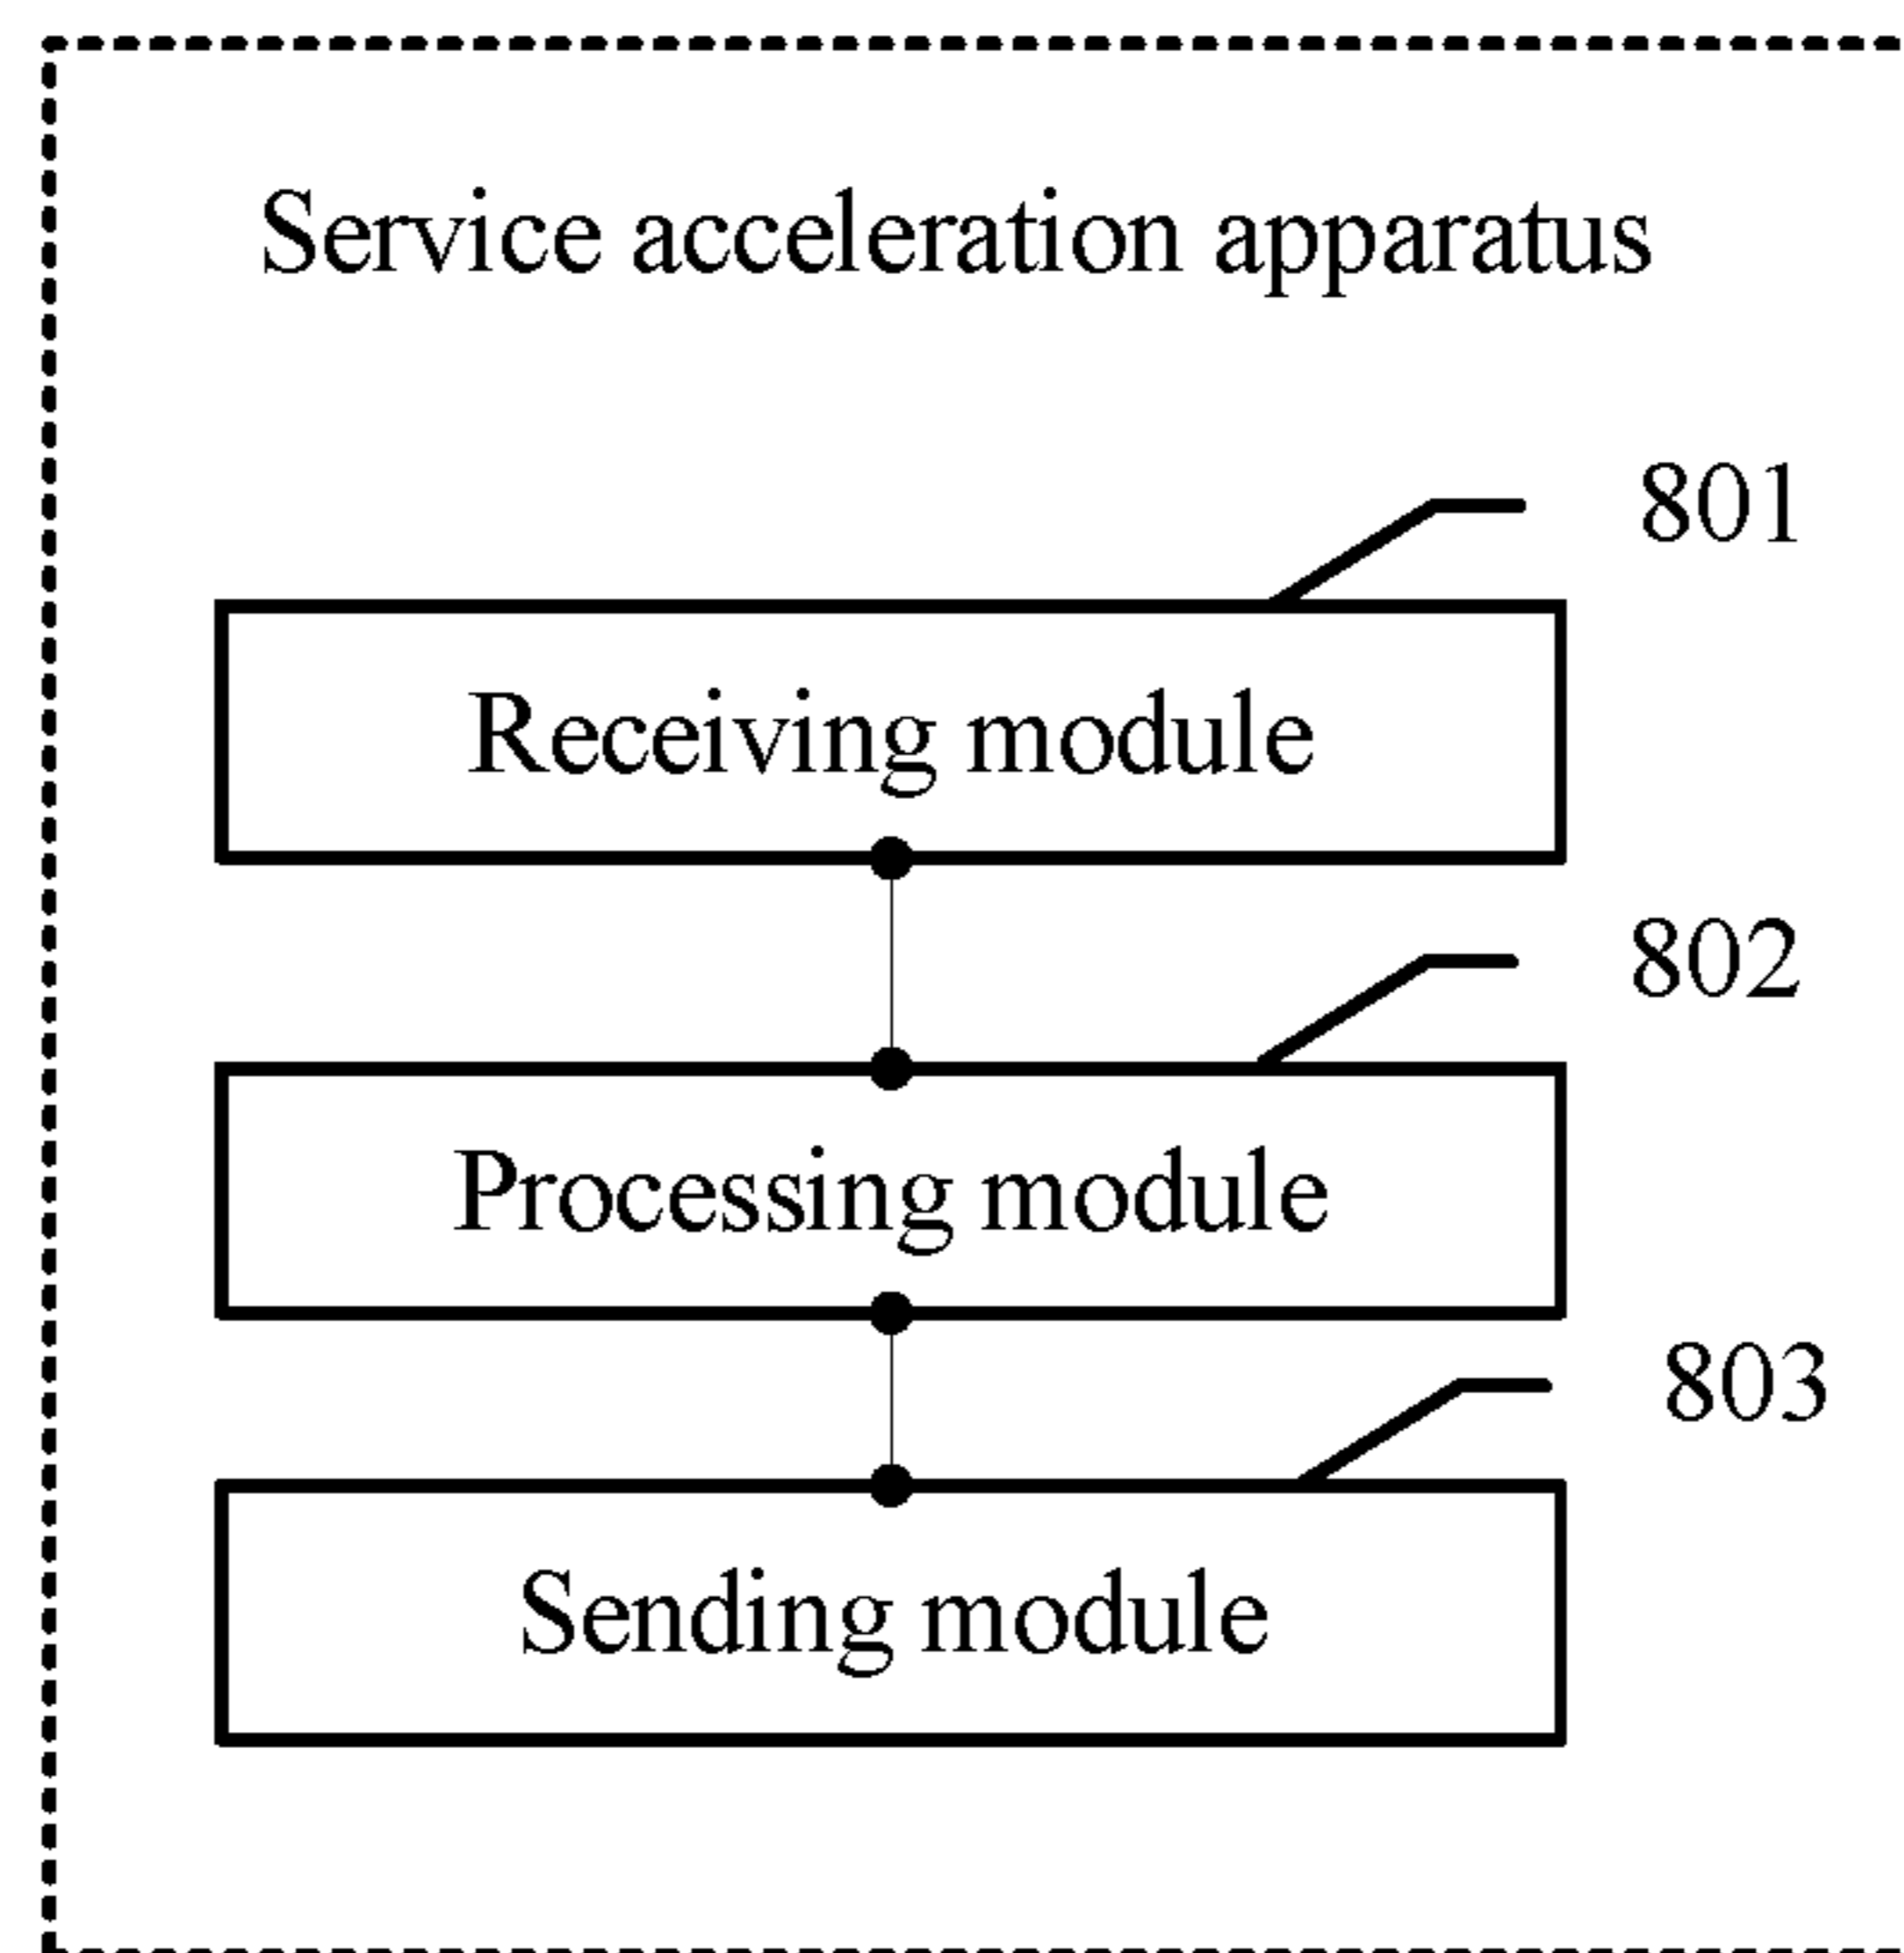 Service acceleration apparatus
801
Receiving module
802
Processing module
803
Sending module